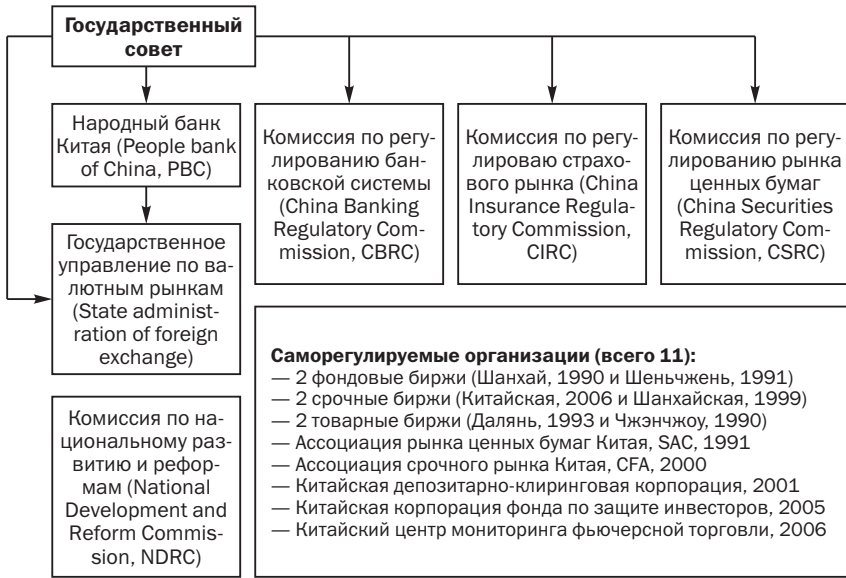 Государственный
совет
Народный банк
Китая (People bank
of China, PBC)
Комиссия по регу-
лированию бан-
ковской системы
(China Banking
Regulatory Com-
mission, CBRC)
Комиссия по регу-
лироваю страхо-
вого рынка (China
Insurance Regula-
tory Commission,
CIRC)
Комиссия по регу-
лированию рынка
ценных бумаг
(China Securities
Regulatory Com-
mission, CSRC)
Государственное
управление по ва-
лютным рынкам
(State administ-
ration of foreign
exchange)
Комиссия по на-
циональному раз-
витию и рефор-
мам (National
Development and
Reform Commis-
sion, NDRC)
Саморегулируемые организации (всего 11):
— 2 фондовые биржи (Шанхай, 1990 и Шеньчжень, 1991)
— 2 срочные биржи (Китайская, 2006 и Шанхайская, 1999)
— 2 товарные биржи (Далянь, 1993 и Чжэнчжоу, 1990)
— Ассоциация рынка ценных бумаг Китая, SAC, 1991
— Ассоциация срочного рынка Китая, CFA, 2000
— Китайская депозитарно-клиринговая корпорация, 2001
— Китайская корпорация фонда по защите инвесторов, 2005
— Китайский центр мониторинга фьючерсной торговли, 2006